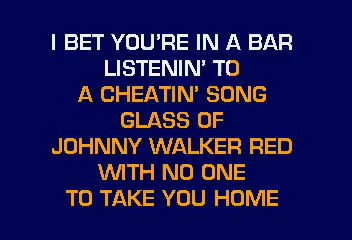 I BET YOU'RE IN A BAR
LISTENIN' TO
A CHEATIN' SONG
GLASS OF
JOHNNY WALKER RED
WITH NO ONE
TO TAKE YOU HOME